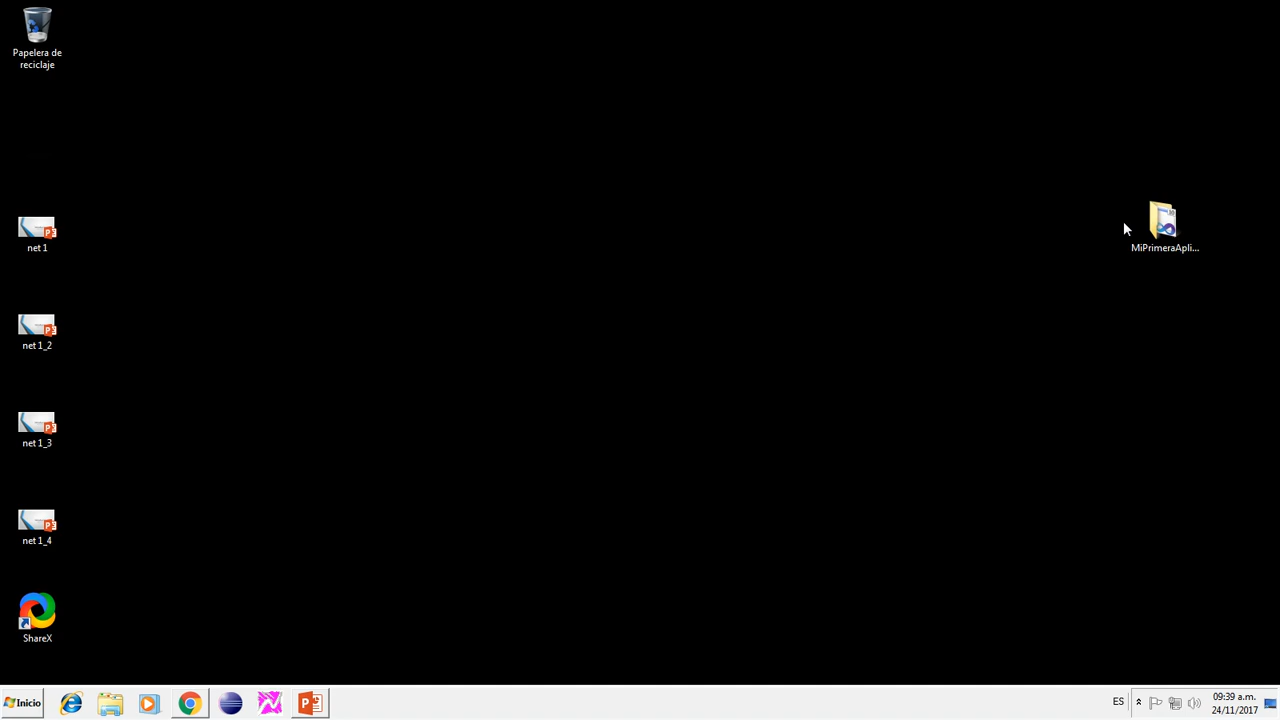 Papelera de
reciclaje
net 1
MiPrimeraApli...
net 1_2
net 1_3
net 1_4
ShareX
Inicio
ES
09:39 a.m.
24/11/2017